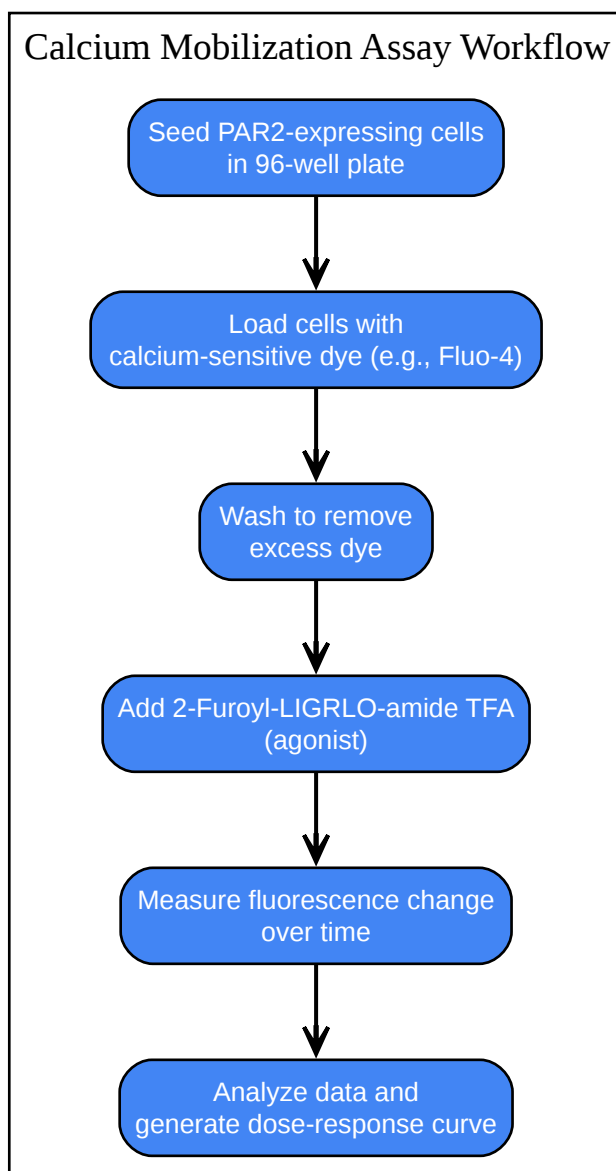 Calcium Mobilization Assay Workflow
Seed PAR2-expressing cells
in 96-well plate
Load cells with
calcium-sensitive dye (e.g., Fluo-4)
Wash to remove
excess dye
Add 2-Furoyl-LIGRLO-amide TFA
(agonist)
Measure fluorescence change
over time
Analyze data and
generate dose-response curve